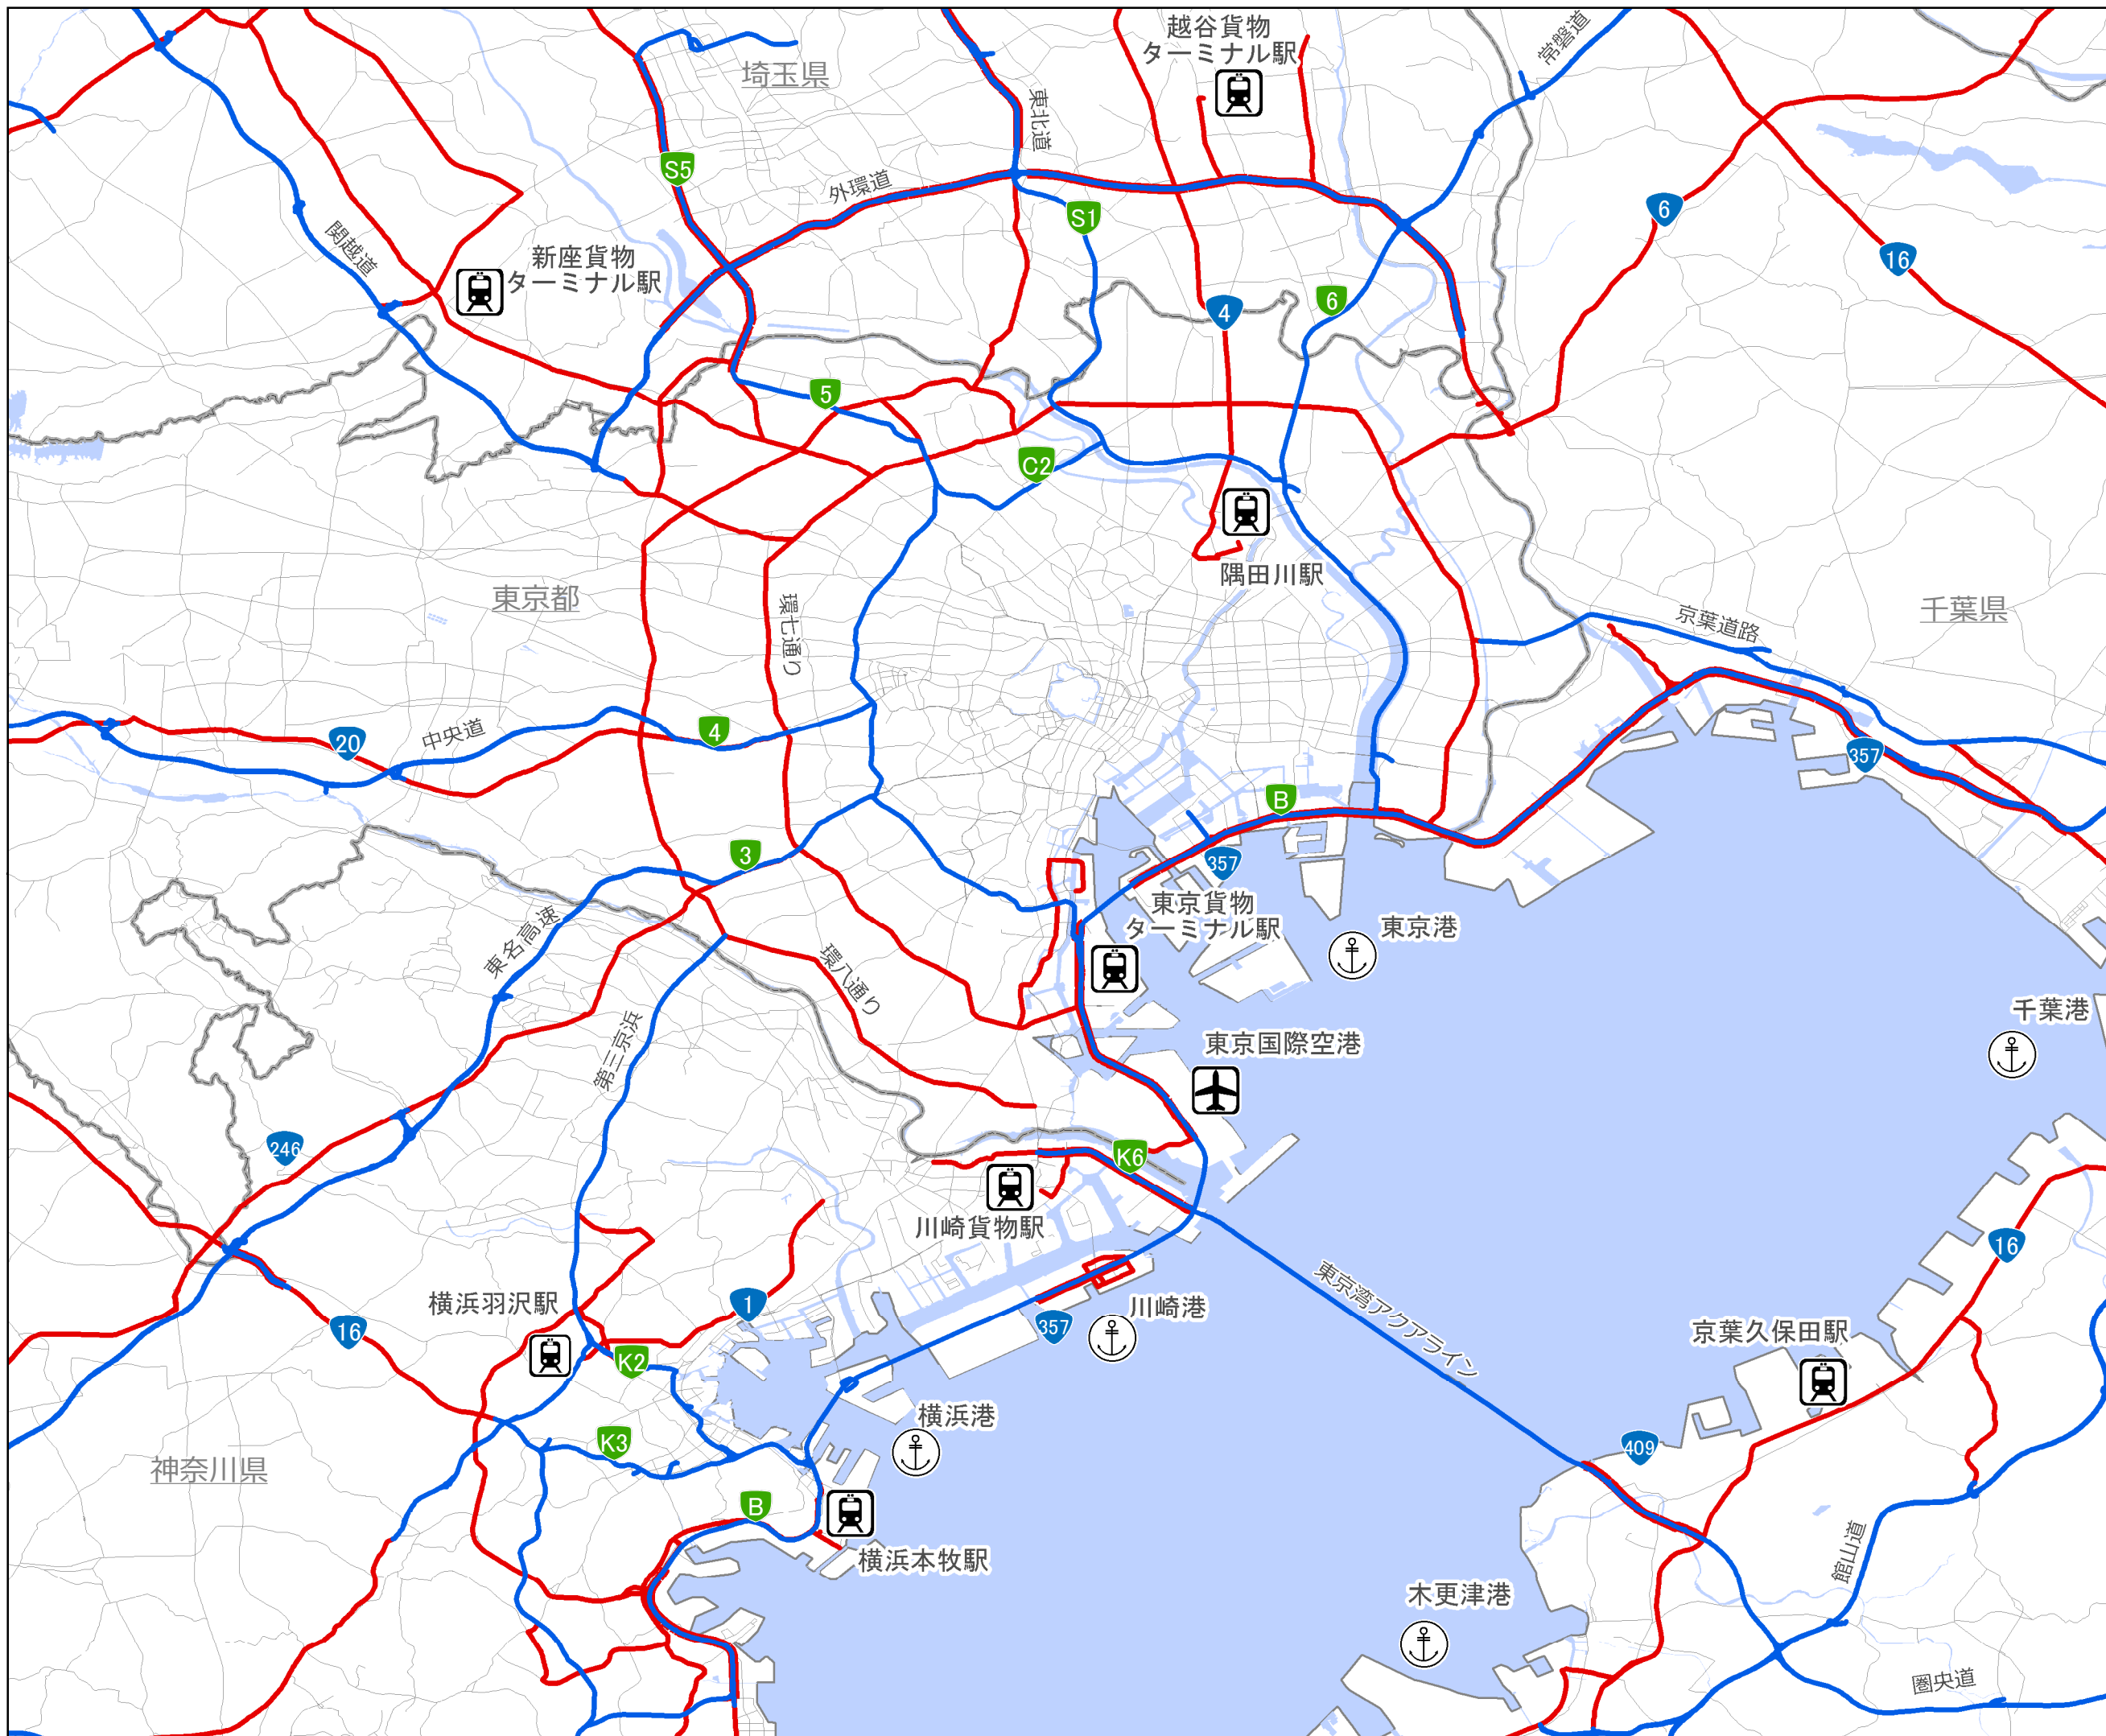 越谷貨物
ターミナル駅
常磐道
埼玉県
東北道
S5
外環道
S1
6
16
関越道
新座貨物
ターミナル駅
4
6
5
C2
隅田川駅
東京都
環七通り
京葉道路
千葉県
20
中央道
4
357
B
3
357
東京貨物
ターミナル駅
東京港
東名高速
環八通り
千葉港
第三京浜
東京国際空港
246
K6
川崎貨物駅
16
東京湾アクアライン
横浜羽沢駅
1
川崎港
357
16
K2
京葉久保田駅
横浜港
K3
409
神奈川県
B
横浜本牧駅
館山道
木更津港
圏央道